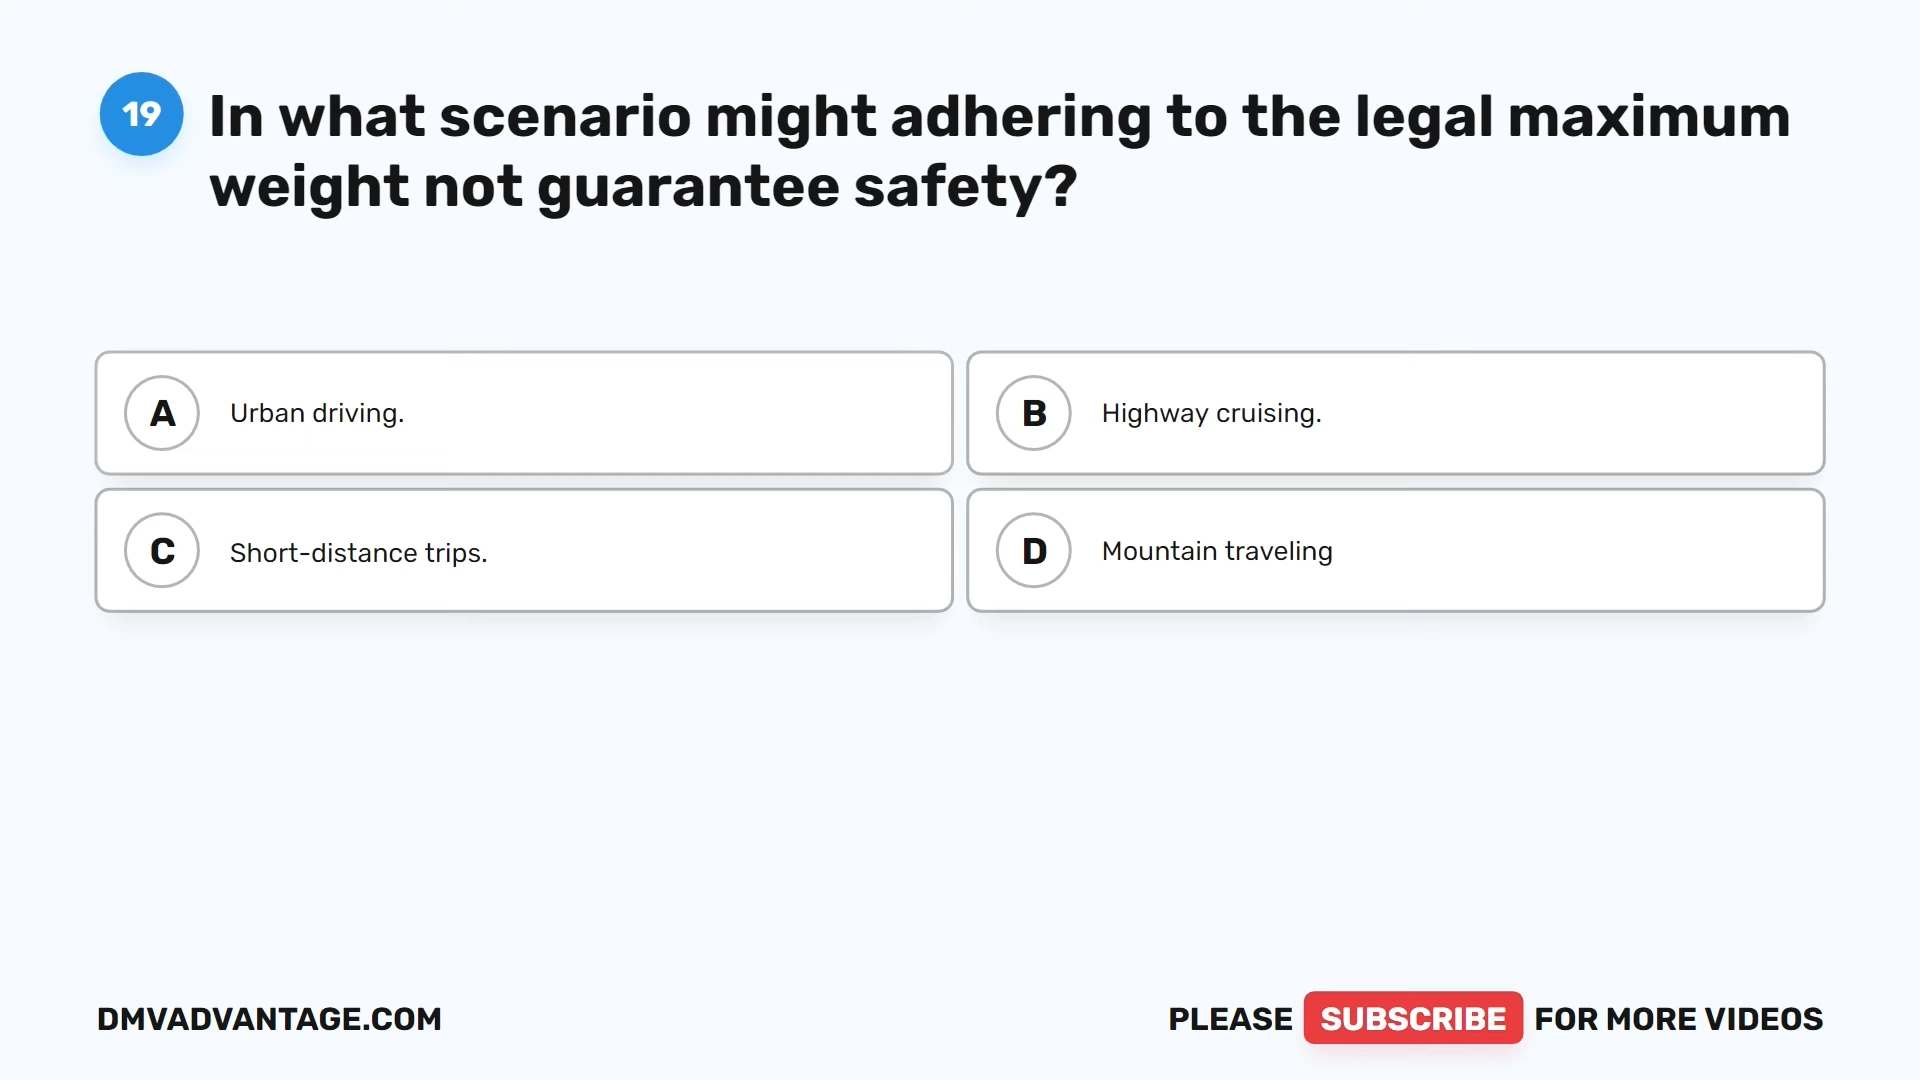 19
In what scenario might adhering to the legal maximum
weight not guarantee safety?
A Urban driving.
B Highway cruising.
C Short-distance trips.
D Mountain traveling
DMVADVANTAGE.COM
PLEASE SUBSCRIBE FOR MORE VIDEOS